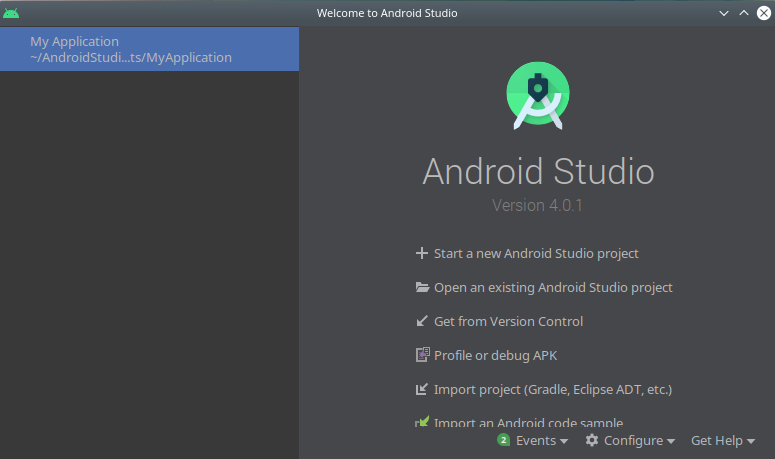 Welcome to Android Studio
My Application
~/AndroidStudi...ts/MyApplication
Android Studio
Version 4.0.1
Start a new Android Studio project
Open an existing Android Studio project
Get from Version Control
Profile or debug APK
Import project (Gradle, Eclipse ADT, etc.)
Import an Android code sample
2 Events Configure Get Help